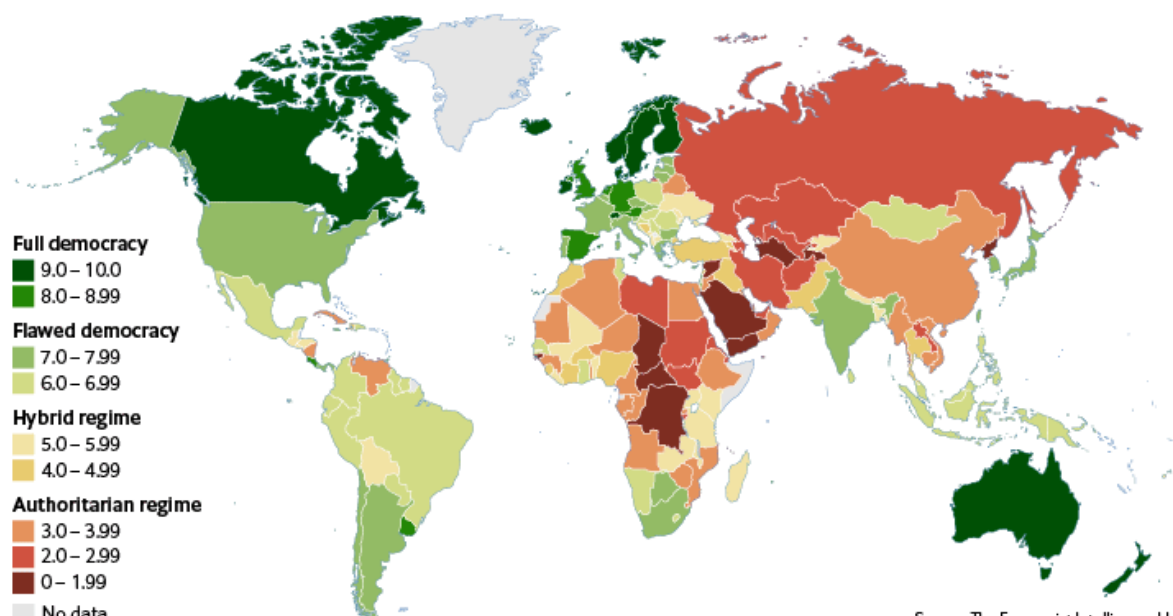 Full democracy
9.0 – 10.0
8.0 – 8.99
Flawed democracy
7.0 – 7.99
6.0 – 6.99
Hybrid regime
5.0 – 5.99
4.0 – 4.99
Authoritarian regime
3.0 – 3.99
2.0 – 2.99
0 – 1.99
No data